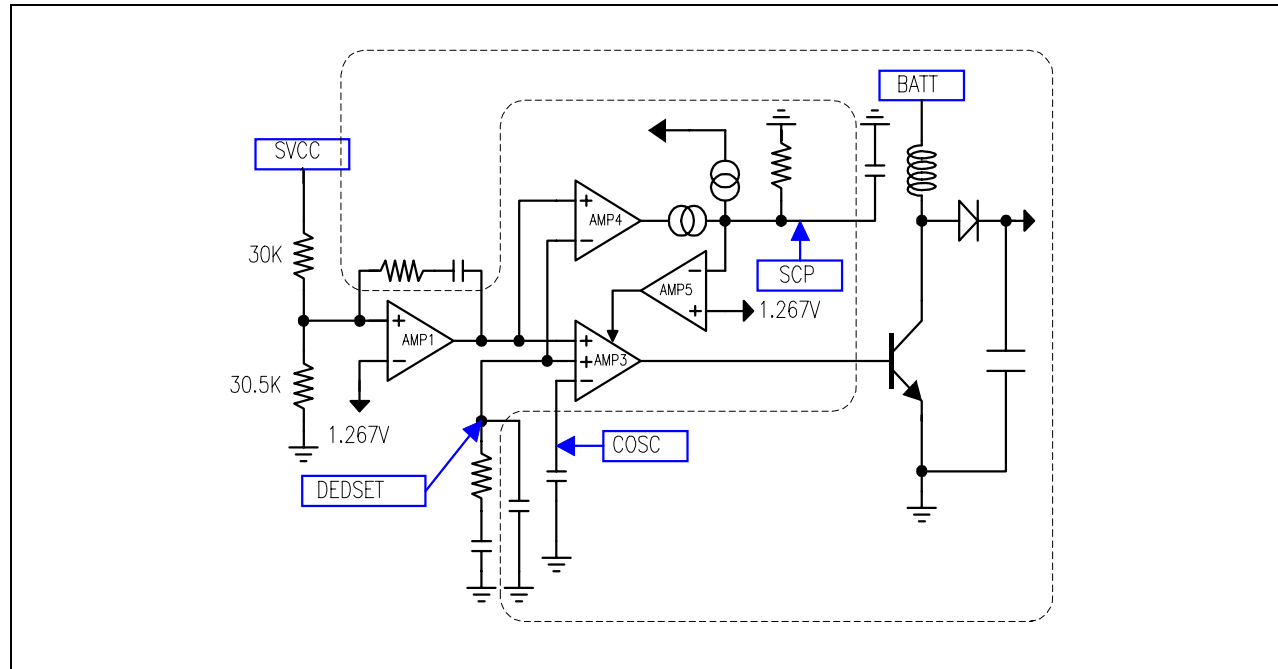 BATT
SVCC
+
AMP4
−
30K
SCP
−
AMP5
+
1.267V
+
AMP1
−
+
AMP3
+
−
30.5K
1.267V
COSC
DEDSET